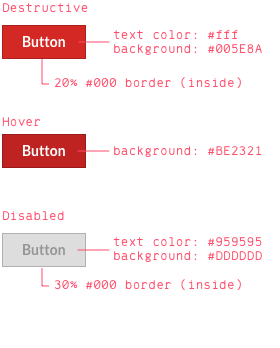 Destructive
Button
text color: #fff
background: #005E8A
20% #000 border (inside)
Hover
Button
background: #BE2321
Disabled
Button
text color: #959595
background: #DDDDDD
30% #000 border (inside)